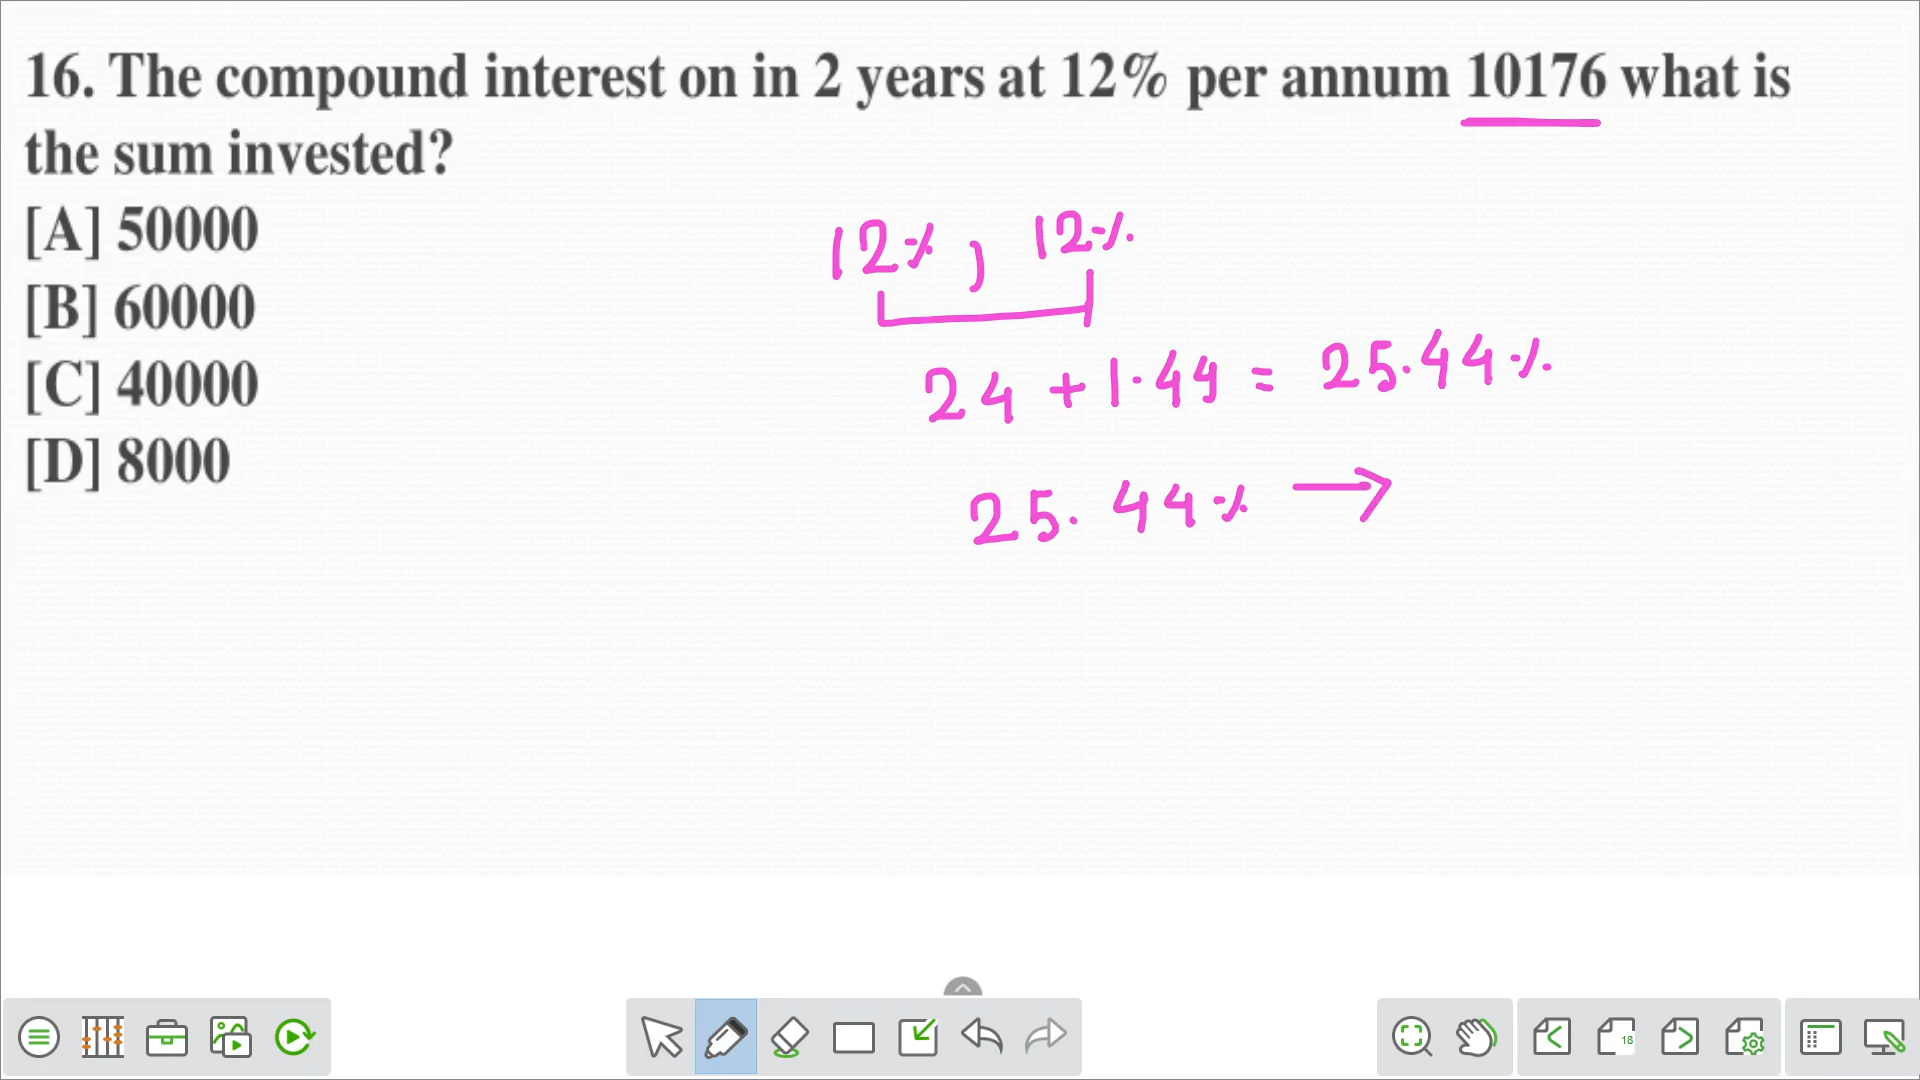 16. The compound interest on in 2 years at 12% per annum 10176 what is
the sum invested?
[A] 50000
[B] 60000
[C] 40000
[D] 8000
12%, 12%
24 + 1.44 = 25.44%
25.44% →
18